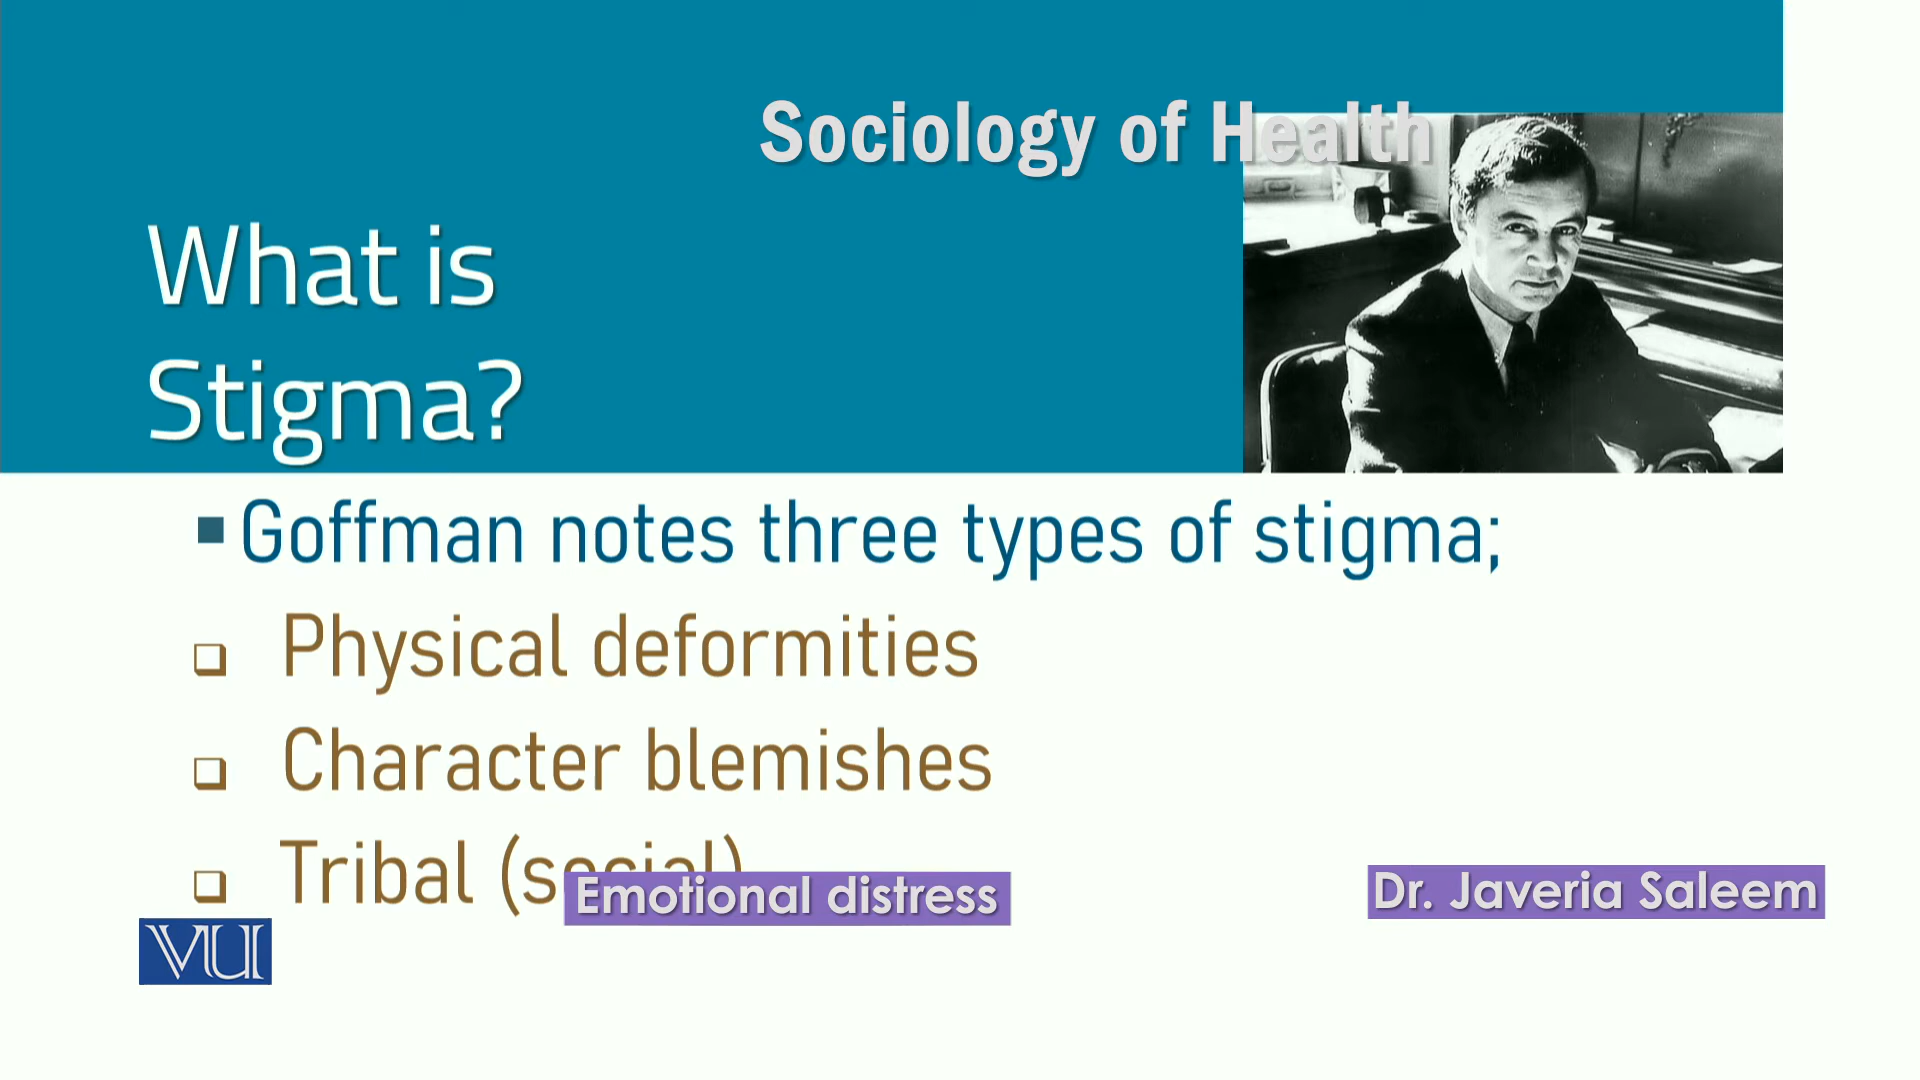 Sociology of Health
What is
Stigma?
Goffman notes three types of stigma;
Physical deformities
Character blemishes
Tribal (social)
Emotional distress
Dr. Javeria Saleem
VU